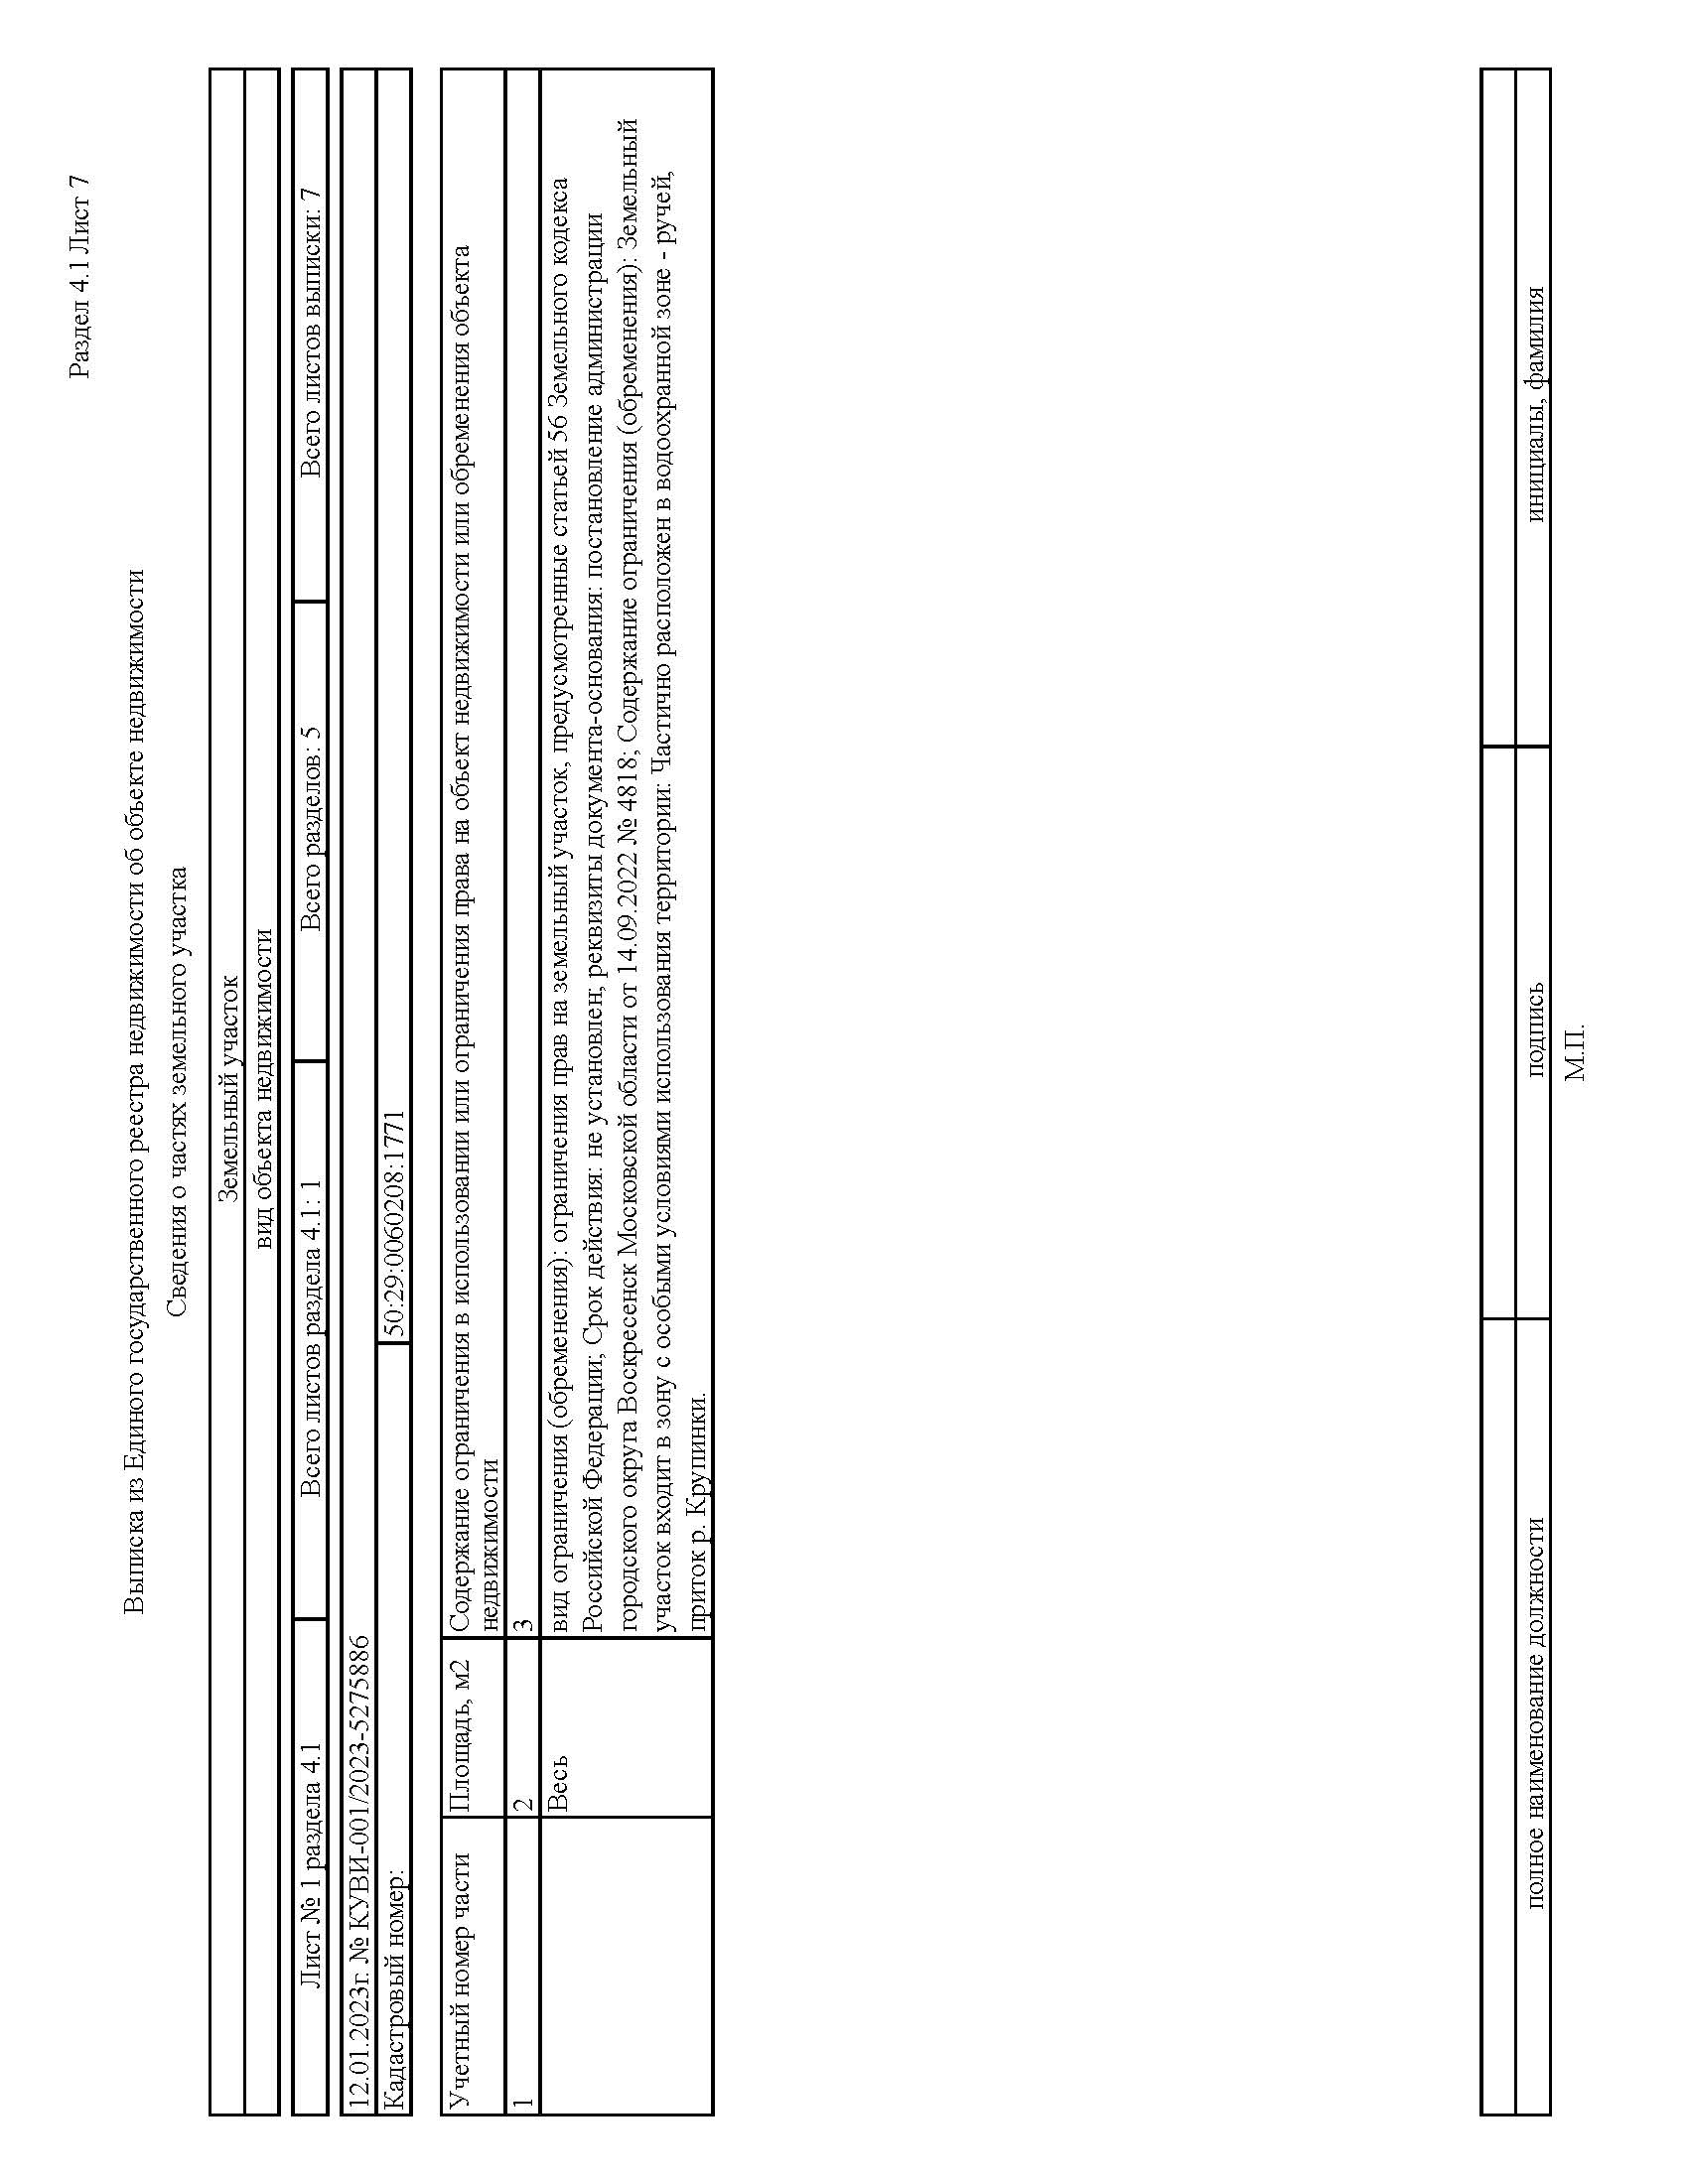 Раздел 4.1 Лист 7
Выписка из Единого государственного реестра недвижимости об объекте недвижимости
Сведения о частях земельного участка
Земельный участок
вид объекта недвижимости
Лист № 1 раздела 4.1
Всего листов раздела 4.1: 1
Всего разделов: 5
Всего листов выписки: 7
12.01.2023г. № КУВИ-001/2023-5275886
Кадастровый номер:
50:29:0060208:1771
Учетный номер части
Площадь, м2
Содержание ограничения в использовании или ограничения права на объект недвижимости или обременения объекта
недвижимости
1
2
3
Весь
вид ограничения (обременения): ограничения прав на земельный участок, предусмотренные статьей 56 Земельного кодекса
Российской Федерации; Срок действия: не установлен; реквизиты документа-основания: постановление администрации
городского округа Воскресенск Московской области от 14.09.2022 № 4818; Содержание ограничения (обременения): Земельный
участок входит в зону с особыми условиями использования территории: Частично расположен в водоохранной зоне - ручей,
приток р. Крупинки.
полное наименование должности
подпись
инициалы, фамилия
М.П.